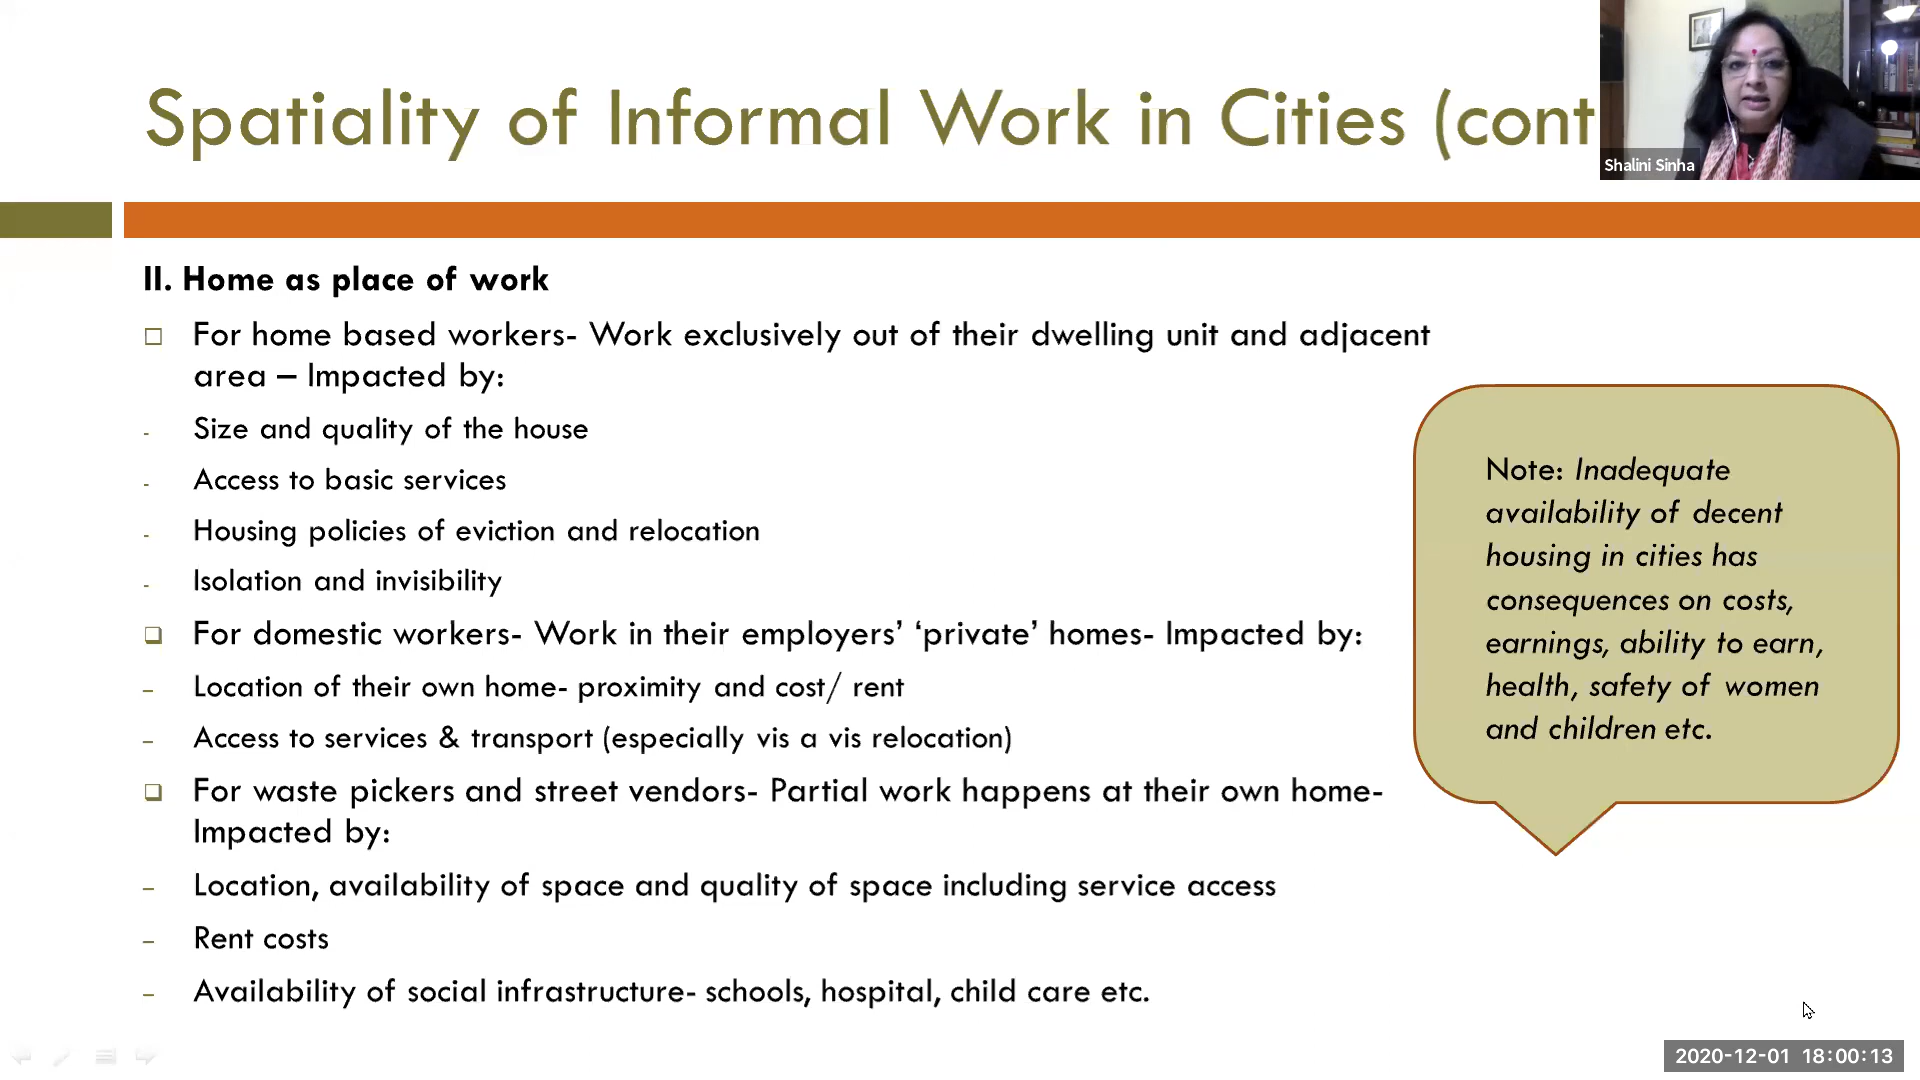 Spatiality of Informal Work in Cities (cont
Shalini Sinha
II. Home as place of work
For home based workers- Work exclusively out of their dwelling unit and adjacent
area – Impacted by:
- Size and quality of the house
- Access to basic services
- Housing policies of eviction and relocation
- Isolation and invisibility
For domestic workers- Work in their employers’ ‘private’ homes- Impacted by:
– Location of their own home- proximity and cost/ rent
– Access to services & transport (especially vis a vis relocation)
For waste pickers and street vendors- Partial work happens at their own home-
Impacted by:
– Location, availability of space and quality of space including service access
– Rent costs
– Availability of social infrastructure- schools, hospital, child care etc.
Note: Inadequate
availability of decent
housing in cities has
consequences on costs,
earnings, ability to earn,
health, safety of women
and children etc.
2020-12-01 18:00:13